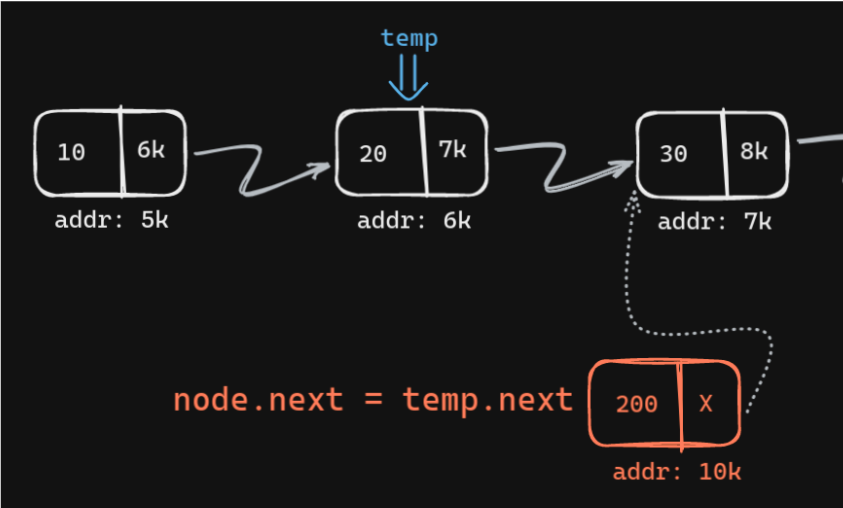 temp
10 6k 20 7k 30 8k
addr: 5k addr: 6k addr: 7k
node.next = temp.next 200 X
addr: 10k